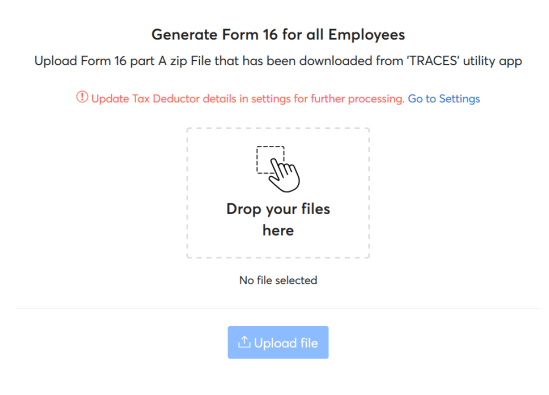 Generate Form 16 for all Employees
Upload Form 16 part A zip File that has been downloaded from 'TRACES' utility app
Update Tax Deductor details in settings for further processing. Go to Settings
Drop your files
here
No file selected
Upload file